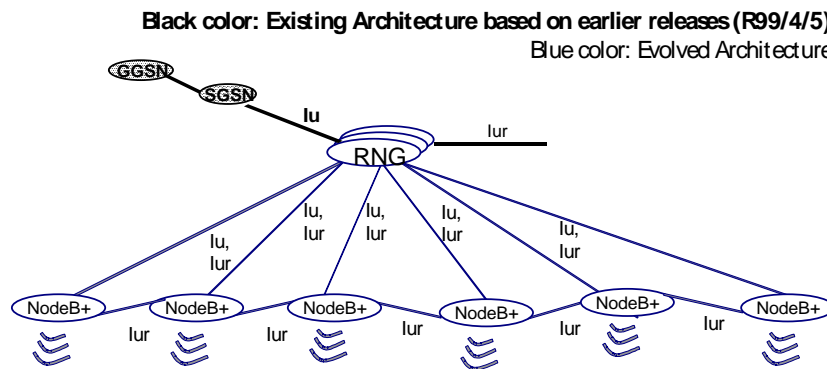 Black color: Existing Architecture based on earlier releases (R99/4/5)
Blue color: Evolved Architecture
GGSN
SGSN
Iu
Iur
RNG
Iu,
Iur
Iu,
Iur
Iu,
Iur
Iu,
Iur
Iu,
Iur
NodeB+
NodeB+
NodeB+
NodeB+
NodeB+
NodeB+
Iur
Iur
Iur
Iur
Iur